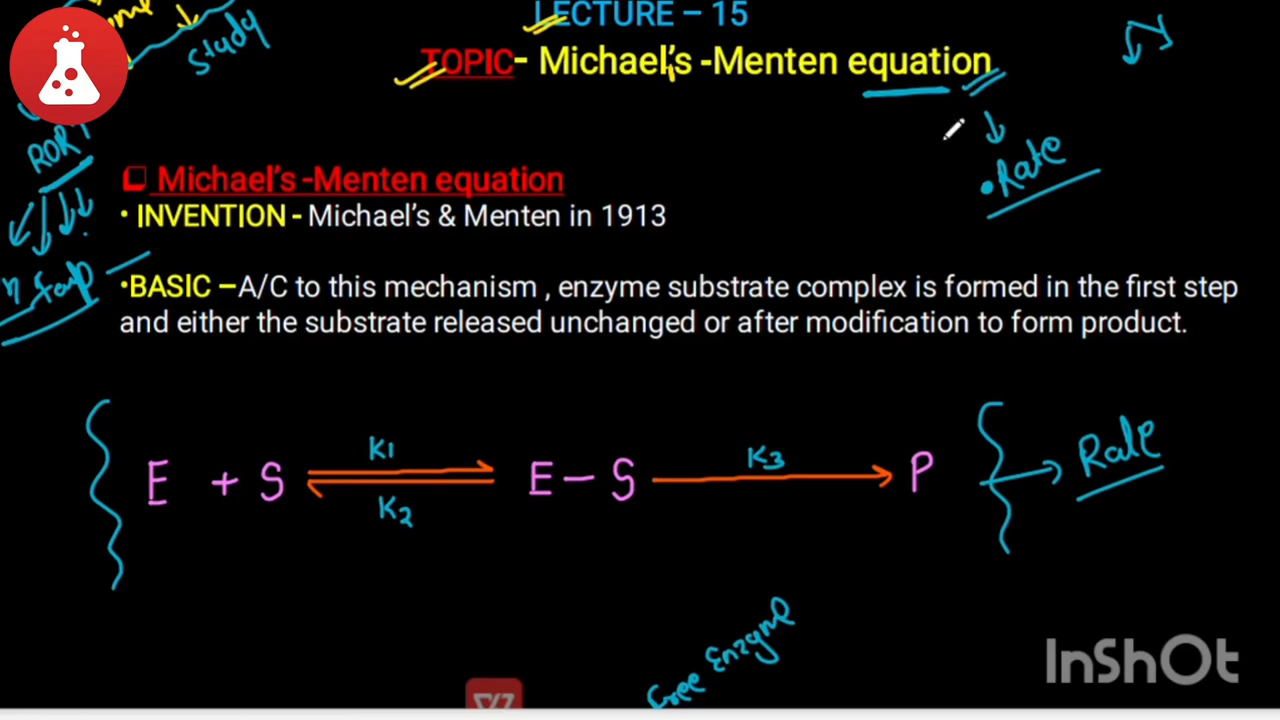 LECTURE – 15
Study
TOPIC- Michael's -Menten equation
Rate
ROR
Michael's -Menten equation
• INVENTION - Michael's & Menten in 1913
•BASIC –A/C to this mechanism , enzyme substrate complex is formed in the first step
and either the substrate released unchanged or after modification to form product.
K1 K3
E + S E – S P Rate
K2
free Enzyme
InShOt